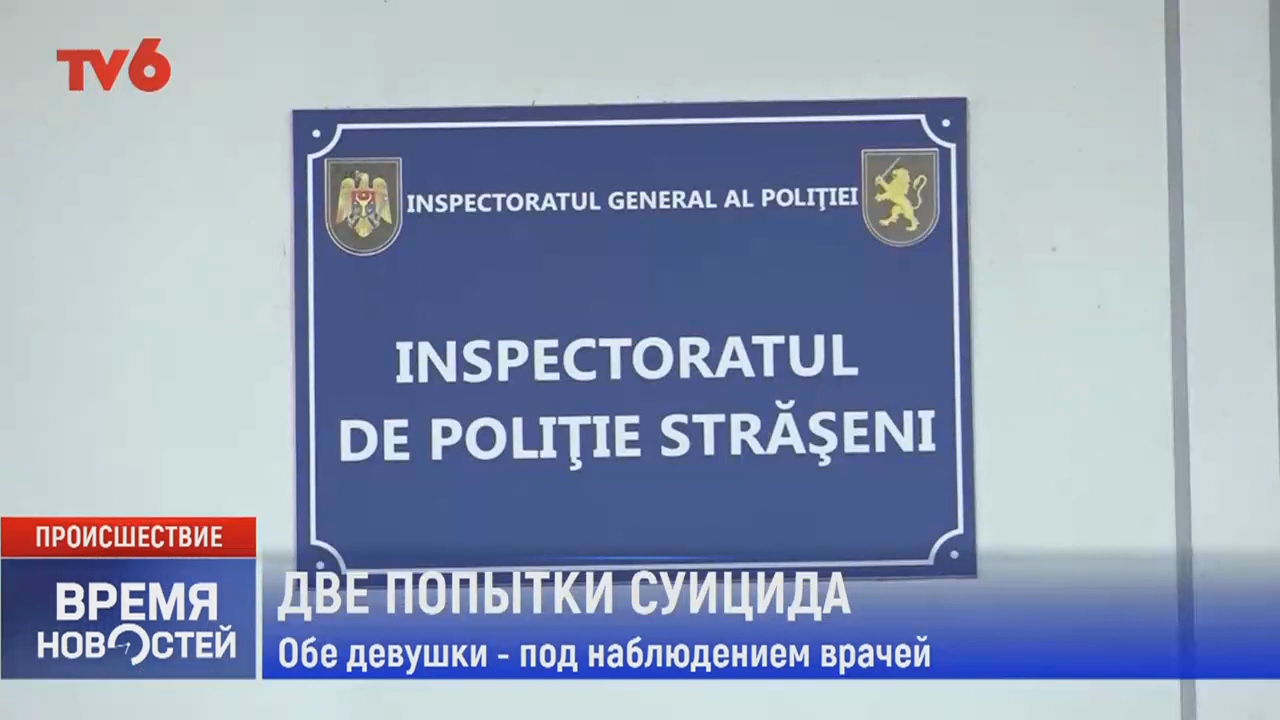 TV6
INSPECTORATUL GENERAL AL POLIŢIEI
INSPECTORATUL
DE POLIŢIE STRĂŞENI
ПРОИСШЕСТВИЕ
ВРЕМЯ
НОВОСТЕЙ
ДВЕ ПОПЫТКИ СУИЦИДА
Обе девушки - под наблюдением врачей